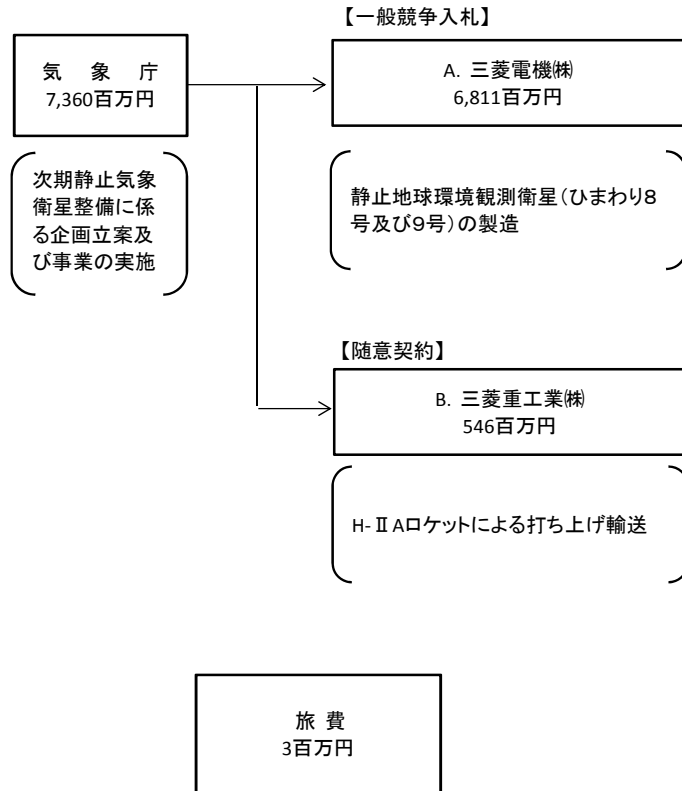 【一般競争入札】
気 象 庁
7,360百万円
A. 三菱電機㈱
6,811百万円
次期静止気象
衛星整備に係
る企画立案及
び事業の実施
静止地球環境観測衛星（ひまわり８
号及び９号）の製造
【随意契約】
B. 三菱重工業㈱
546百万円
H-ⅡAロケットによる打ち上げ輸送
旅 費
3百万円